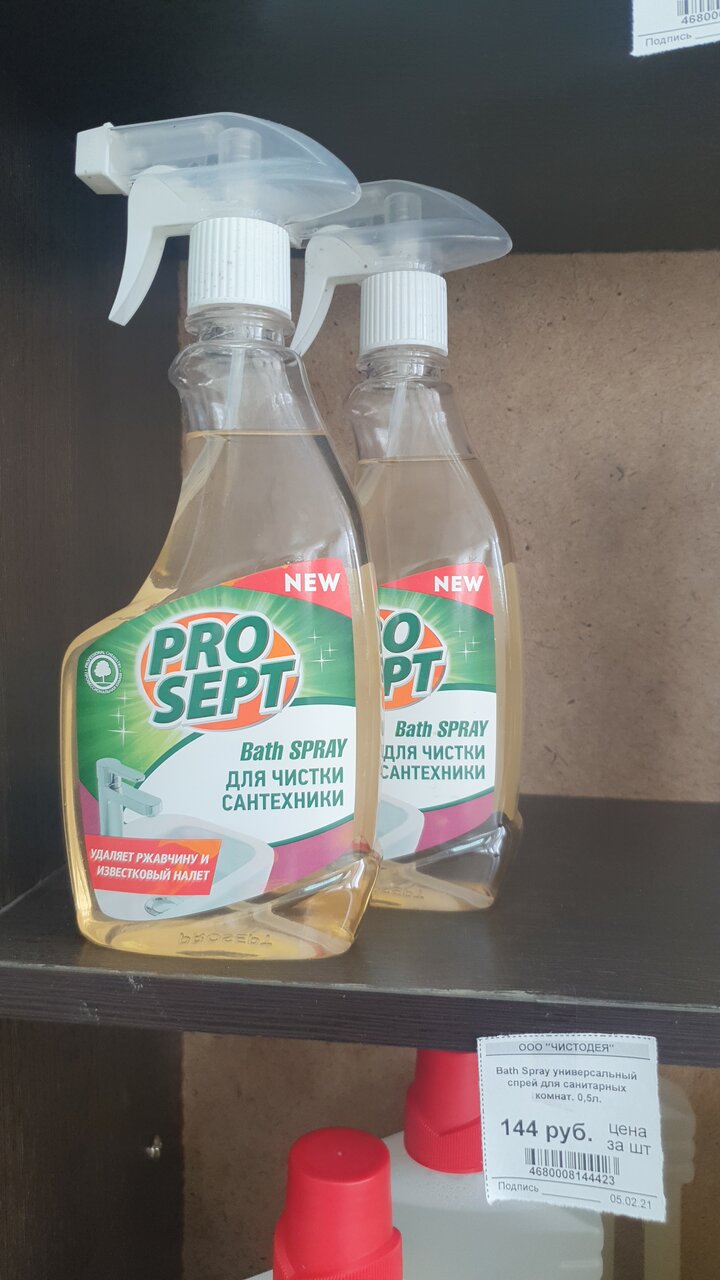 46800
Подпись
NEW
PRO
SEPT
Bath SPRAY
ДЛЯ ЧИСТКИ
САНТЕХНИКИ
УДАЛЯЕТ РЖАВЧИНУ И
ИЗВЕСТКОВЫЙ НАЛЕТ
PROSEPT
NEW
O
PT
Bath SPRAY
ДЛЯ ЧИСТКИ
САНТЕХНИКИ
ООО "ЧИСТОДЕЯ"
Bath Spray универсальный
спрей для санитарных
комнат. 0,5л.
144 руб. цена
за шт
4680008144423
Подпись
05.02.21